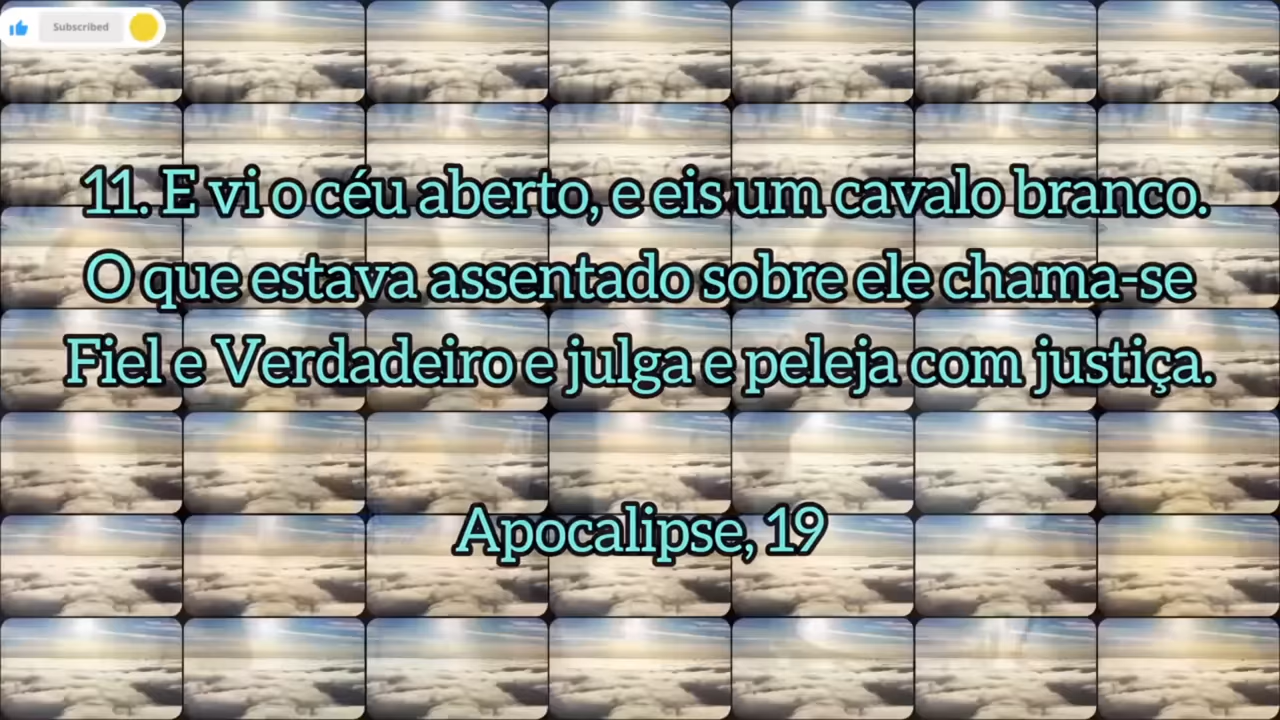 Subscribed
11. E vi o céu aberto, e eis um cavalo branco.
O que estava assentado sobre ele chama-se
Fiel e Verdadeiro e julga e peleja com justiça.
Apocalipse, 19